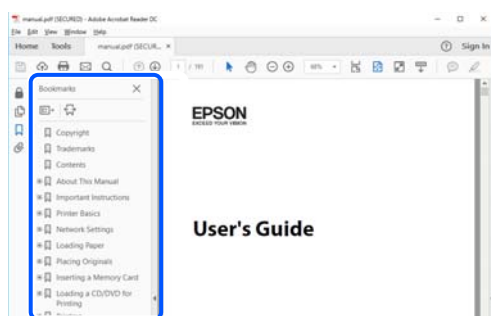 manual.pdf (SECURED) - Adobe Acrobat Reader DC
File Edit View Window Help
Home Tools manual.pdf (SECUR... × Sign In
1 / 191
Bookmarks
Copyright
Trademarks
Contents
About This Manual
Important Instructions
Printer Basics
Network Settings
Loading Paper
Placing Originals
Inserting a Memory Card
Loading a CD/DVD for
Printing
EPSON
EXCEED YOUR VISION
User's Guide